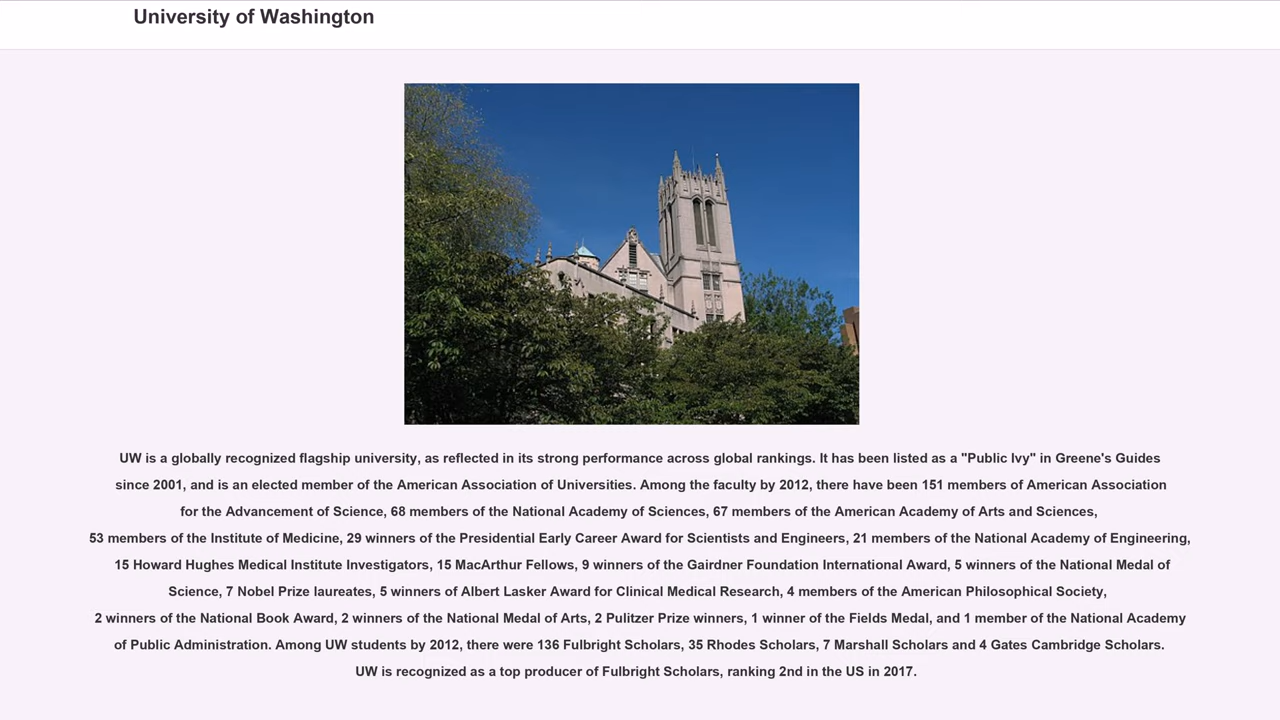 University of Washington
UW is a globally recognized flagship university, as reflected in its strong performance across global rankings. It has been listed as a "Public Ivy" in Greene's Guides
since 2001, and is an elected member of the American Association of Universities. Among the faculty by 2012, there have been 151 members of American Association
for the Advancement of Science, 68 members of the National Academy of Sciences, 67 members of the American Academy of Arts and Sciences,
53 members of the Institute of Medicine, 29 winners of the Presidential Early Career Award for Scientists and Engineers, 21 members of the National Academy of Engineering,
15 Howard Hughes Medical Institute Investigators, 15 MacArthur Fellows, 9 winners of the Gairdner Foundation International Award, 5 winners of the National Medal of
Science, 7 Nobel Prize laureates, 5 winners of Albert Lasker Award for Clinical Medical Research, 4 members of the American Philosophical Society,
2 winners of the National Book Award, 2 winners of the National Medal of Arts, 2 Pulitzer Prize winners, 1 winner of the Fields Medal, and 1 member of the National Academy
of Public Administration. Among UW students by 2012, there were 136 Fulbright Scholars, 35 Rhodes Scholars, 7 Marshall Scholars and 4 Gates Cambridge Scholars.
UW is recognized as a top producer of Fulbright Scholars, ranking 2nd in the US in 2017.